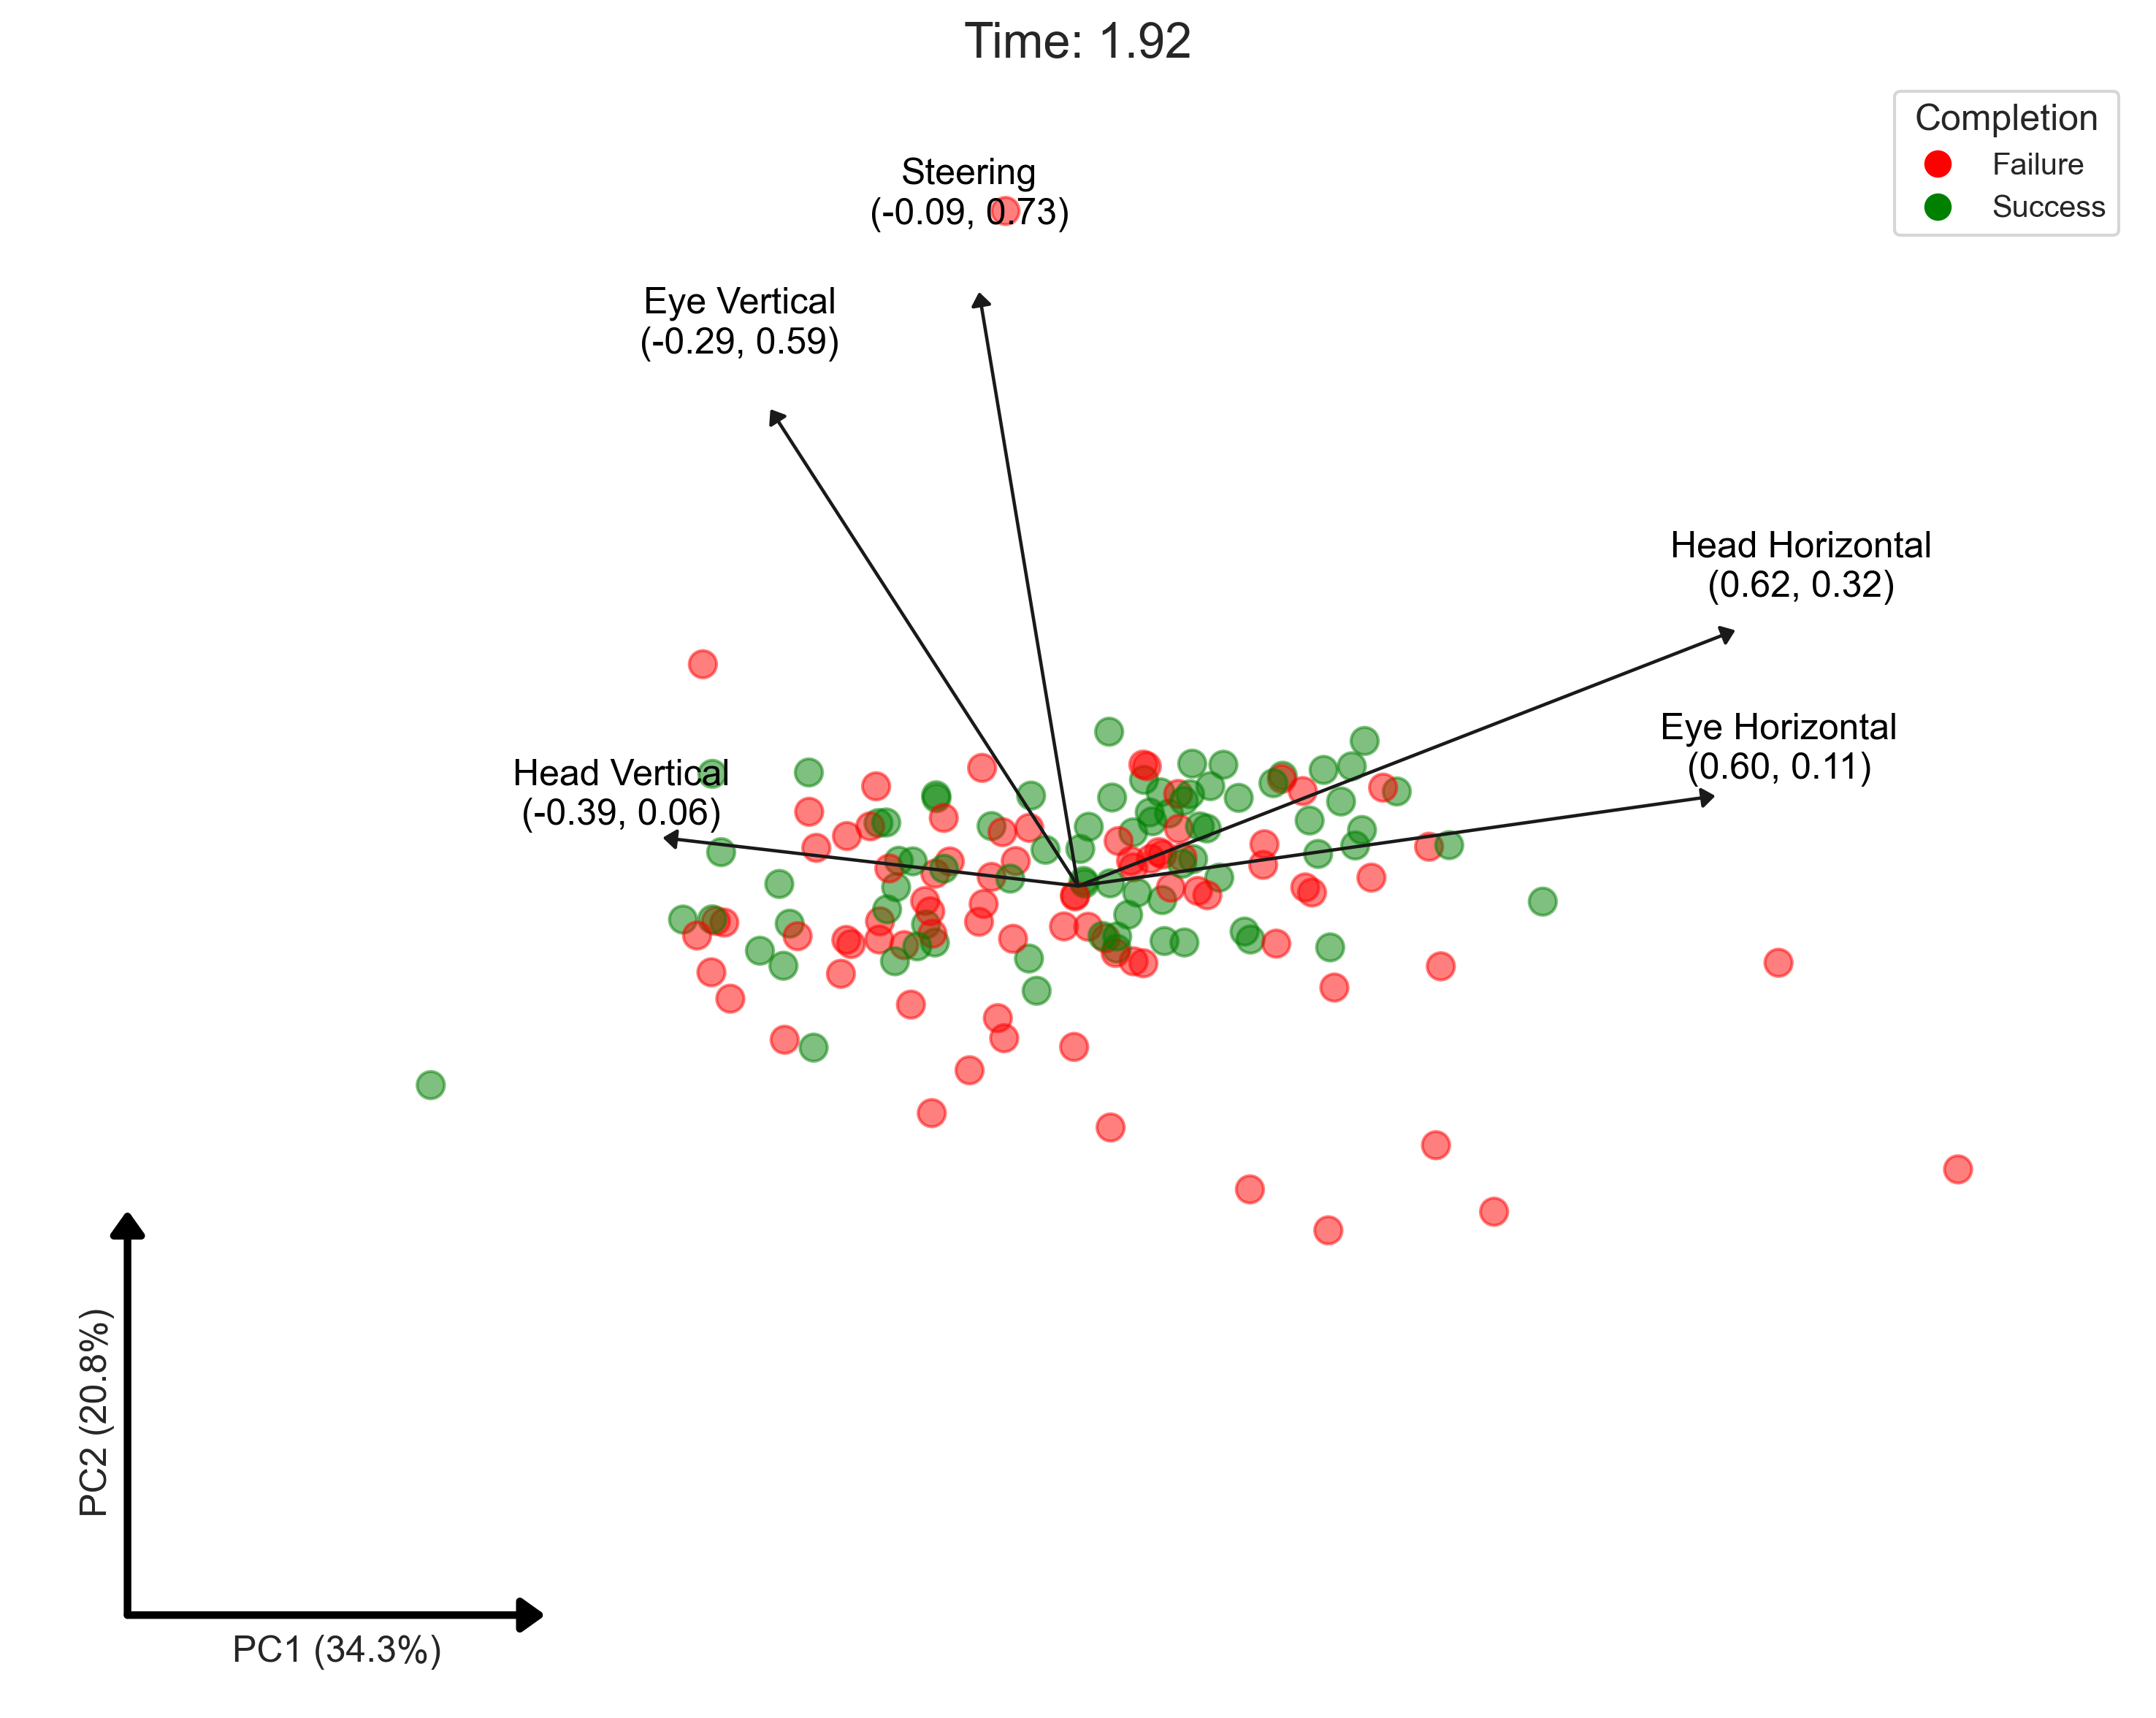 Time: 1.92
Completion
Failure
Success
Steering
(-0.09, 0.73)
Eye Vertical
(-0.29, 0.59)
Head Horizontal
(0.62, 0.32)
Eye Horizontal
(0.60, 0.11)
Head Vertical
(-0.39, 0.06)
PC2 (20.8%)
PC1 (34.3%)